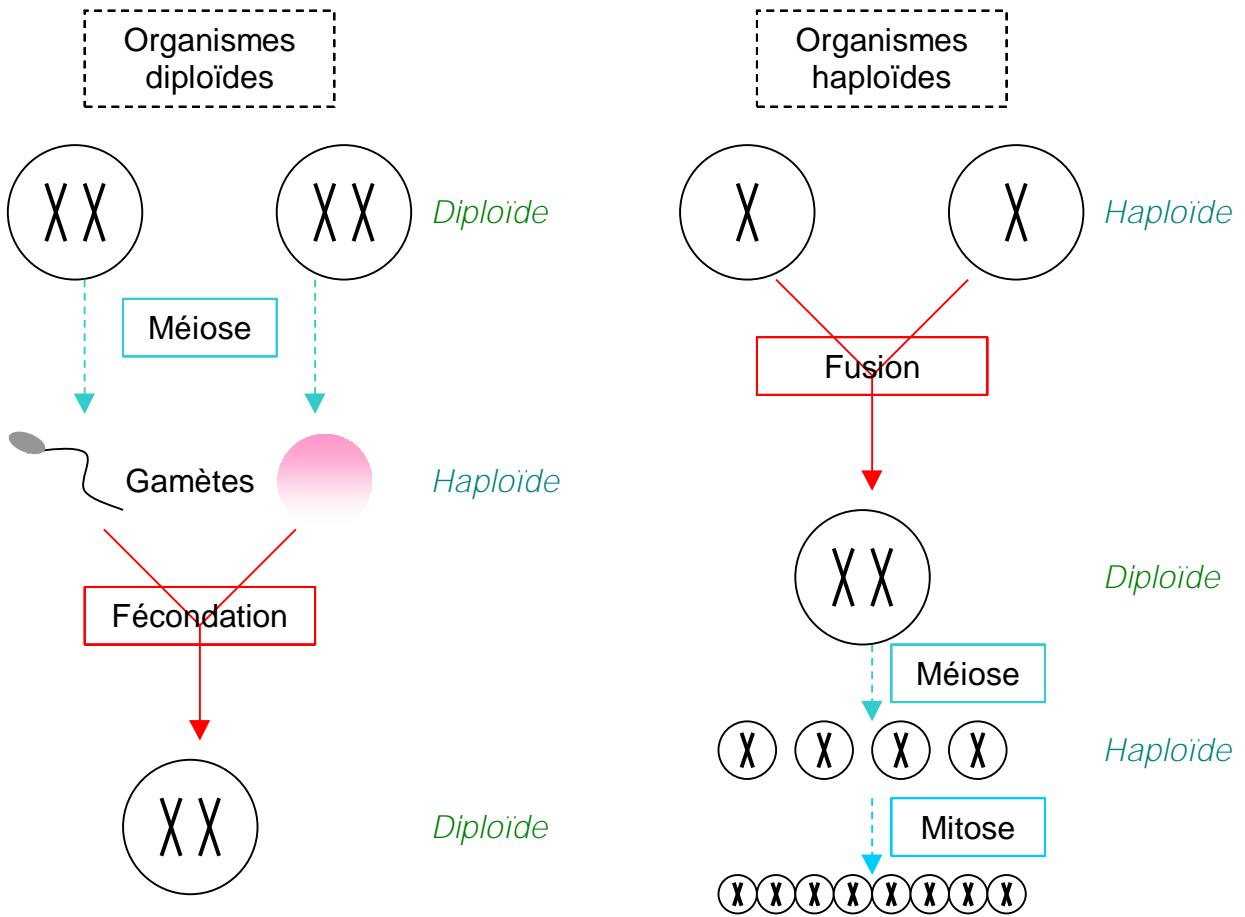 Organismes
diploïdes
Diploïde
Méiose
Gamètes
Haploïde
Fécondation
Diploïde
Organismes
haploïdes
Haploïde
Fusion
Diploïde
Méiose
Haploïde
Mitose